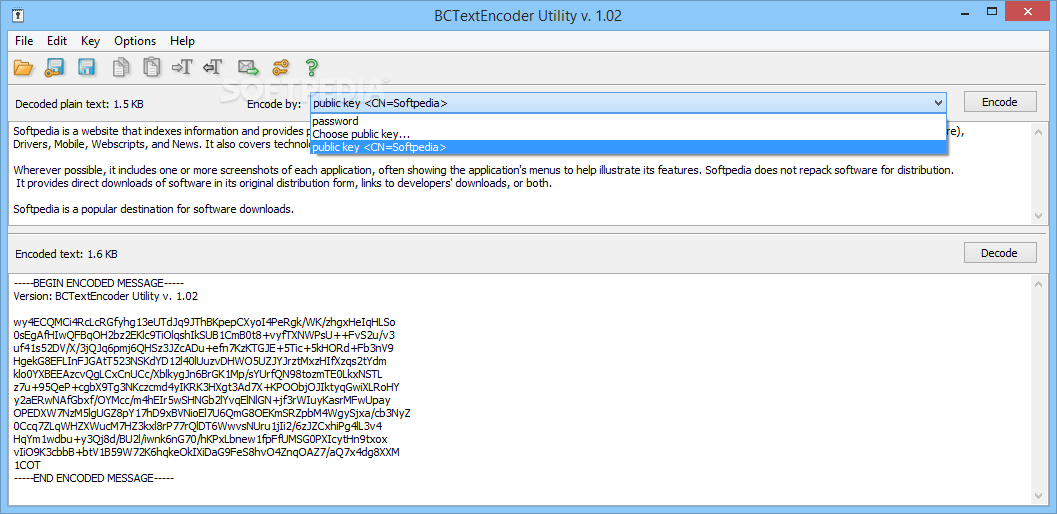 BCTextEncoder Utility v. 1.02
File Edit Key Options Help
SOFTPEDIA
Decoded plain text: 1.5 KB Encode by: public key <CN=Softpedia> Encode
password
Choose public key...
public key <CN=Softpedia>
Softpedia is a website that indexes information and provides
Drivers, Mobile, Webscripts, and News. It also covers
Wherever possible, it includes one or more screenshots of each application, often showing the application's menus to help illustrate its features. Softpedia does not repack software for distribution.
It provides direct downloads of software in its original distribution form, links to developers' downloads, or both.
Softpedia is a popular destination for software downloads.
Encoded text: 1.6 KB Decode
-----BEGIN ENCODED MESSAGE-----
Version: BCTextEncoder Utility v. 1.02
wy4ECQMCi4RcLcRGfyhg13eUTdJq9JThBKpepCXyoI4PeRgk/WK/zhgxHeIqHLSo
0sEgAfHIwQFBqOH2bz2EKlc9TiOlqshIkSUB1CmB0t8+vyfTXNWPsU++FvS2u/v3
uf41s52DV/X/3jQJq6pmj6QHSz3JZcADu+efn7KzKTGJE+5Tic+5kHORd+Fb3nV9
HgekG8EFLInFJGAtT523NSKdYD12l40lUuzvDHWO5UZJYJrztMxzHIfXzqs2tYdm
klo0YXBEEAzcvQgLCxCnUCc/XblkygJn6BrGK1Mp/sYUrfQN98tozmTE0LkxNSTL
z7u+95QeP+cgbX9Tg3NKczcmd4yIKRK3HXgt3Ad7X+KPOObjOJIktyqGwiXLRoHY
y2aERwNAfGbxf/OYMcc/m4hEIr5wSHNGb2lYvqElNlGN+jf3rWIuyKasrMFwUpay
OPEDXW7NzM5lgUGZ8pY17hD9xBVNioEl7U6QmG8OEKmSRZpbM4WgySjxa/cb3NyZ
0Ccq7ZLqWHZXWucM7HZ3kxl8rP77rQlDT6WwvsNUru1jIi2/6zJZCxhiPg4lL3v4
HqYm1wdbu+y3Qj8d/BU2l/iwnk6nG70/hKPxLbnew1fpFfUMSG0PXIcytHn9txox
vIiO9K3cbbB+btV1B59W72K6hqkeOkIXiDaG9FeS8hvO4ZnqOAZ7/aQ7x4dg8XXM
1COT
-----END ENCODED MESSAGE-----